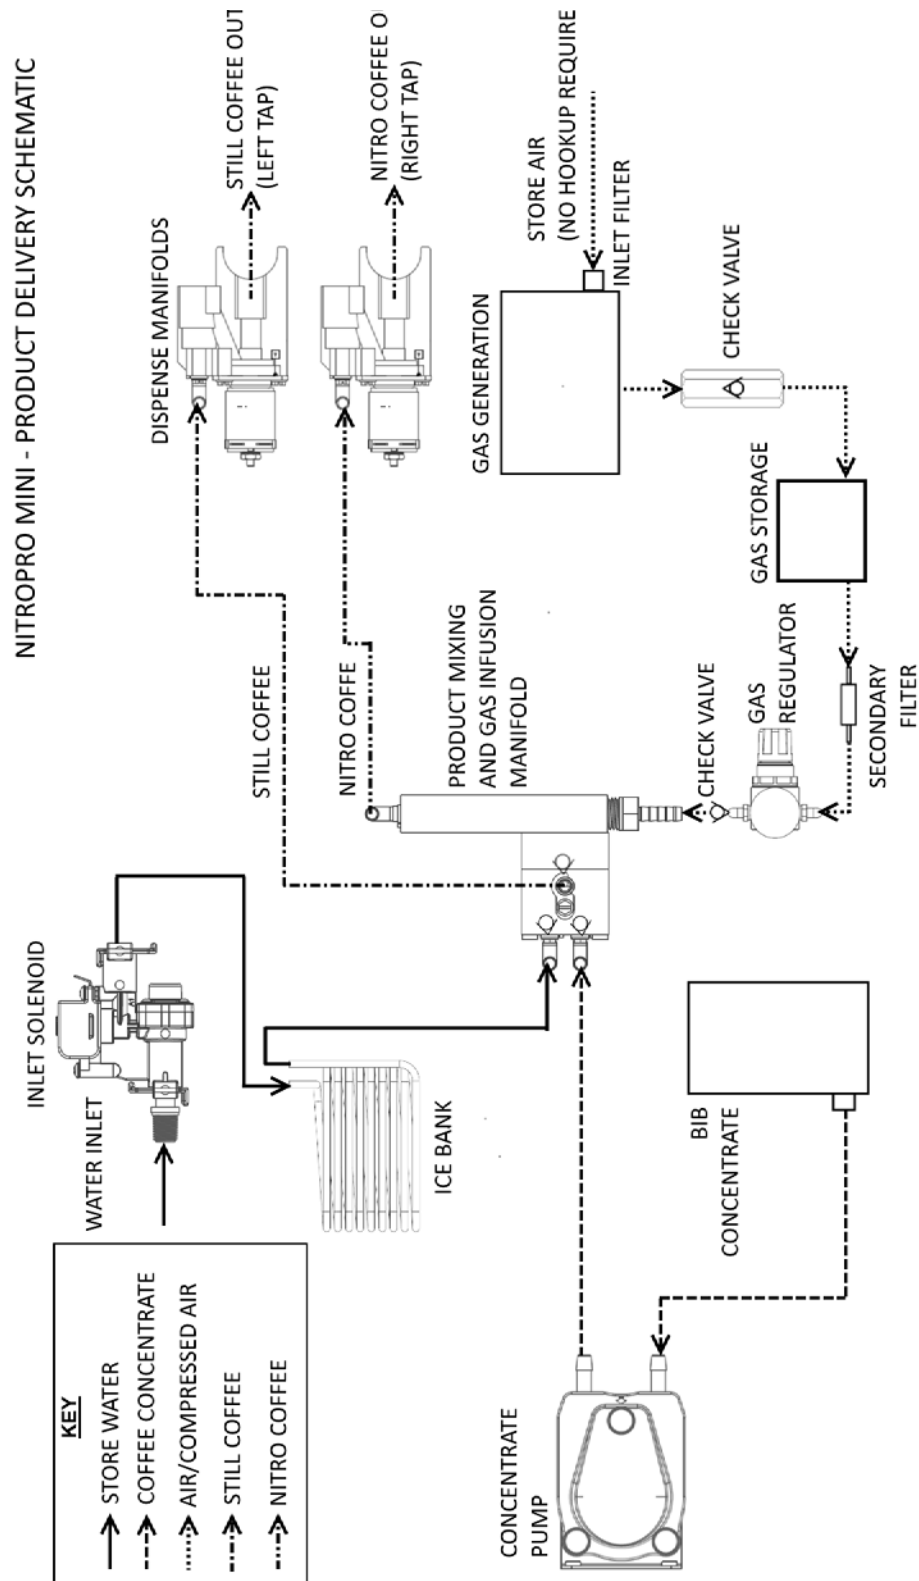 NITROPRO MINI - PRODUCT DELIVERY SCHEMATIC
KEY
STORE WATER
COFFEE CONCENTRATE
AIR/COMPRESSED AIR
STILL COFFEE
NITRO COFFEE
WATER INLET
INLET SOLENOID
ICE BANK
STILL COFFEE
NITRO COFFE
DISPENSE MANIFOLDS
STILL COFFEE OUT
(LEFT TAP)
NITRO COFFEE O
(RIGHT TAP)
PRODUCT MIXING
AND GAS INFUSION
MANIFOLD
GAS GENERATION
STORE AIR
(NO HOOKUP REQUIRE
INLET FILTER
CHECK VALVE
GAS STORAGE
SECONDARY
FILTER
GAS
REGULATOR
CHECK VALVE
BIB
CONCENTRATE
CONCENTRATE
PUMP